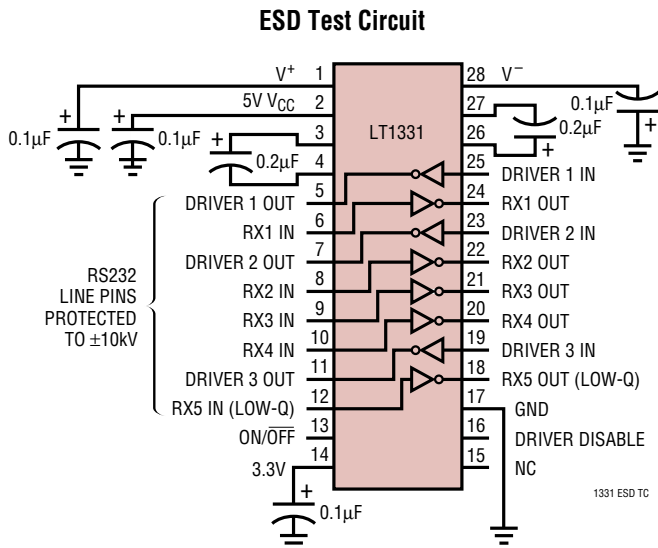 ESD Test Circuit
V+ 1
28 V−
5V VCC 2
27
0.1µF
+
+
0.1µF
0.1µF
+
3
LT1331
26
0.2µF
+
+
0.2µF
4
25 DRIVER 1 IN
DRIVER 1 OUT 5
24 RX1 OUT
RX1 IN 6
23 DRIVER 2 IN
DRIVER 2 OUT 7
22 RX2 OUT
RX2 IN 8
21 RX3 OUT
RX3 IN 9
20 RX4 OUT
RX4 IN 10
19 DRIVER 3 IN
DRIVER 3 OUT 11
18 RX5 OUT (LOW-Q)
RX5 IN (LOW-Q) 12
17 GND
ON/OFF 13
16 DRIVER DISABLE
3.3V 14
15 NC
RS232
LINE PINS
PROTECTED
TO ±10kV
+
0.1µF
1331 ESD TC